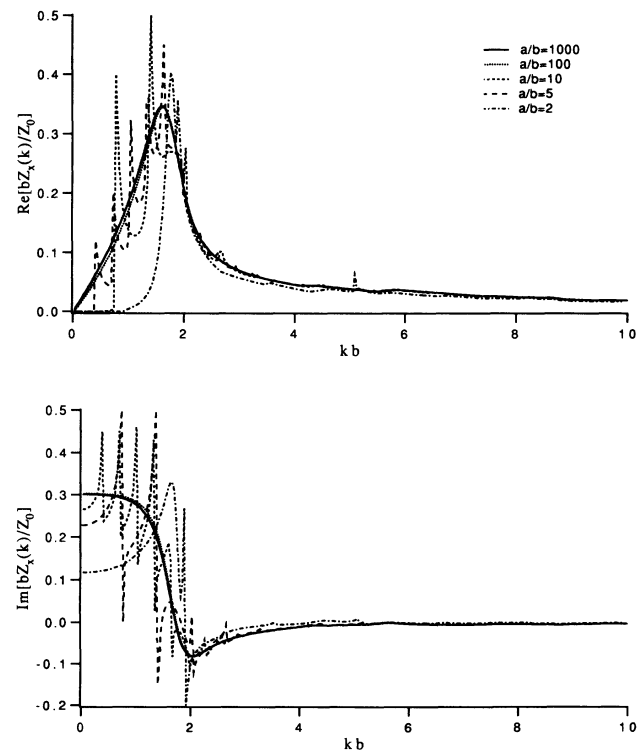 0.5
0.4
0.3
0.2
0.1
0.0
Re[bZx(k)/Z0]
a/b=1000
a/b=100
a/b=10
a/b=5
a/b=2
0 2 4 6 8 10
k b
0.5
0.4
0.3
0.2
0.1
0.0
-0.1
-0.2
Im[bZx(k)/Z0]
0 2 4 6 8 10
k b